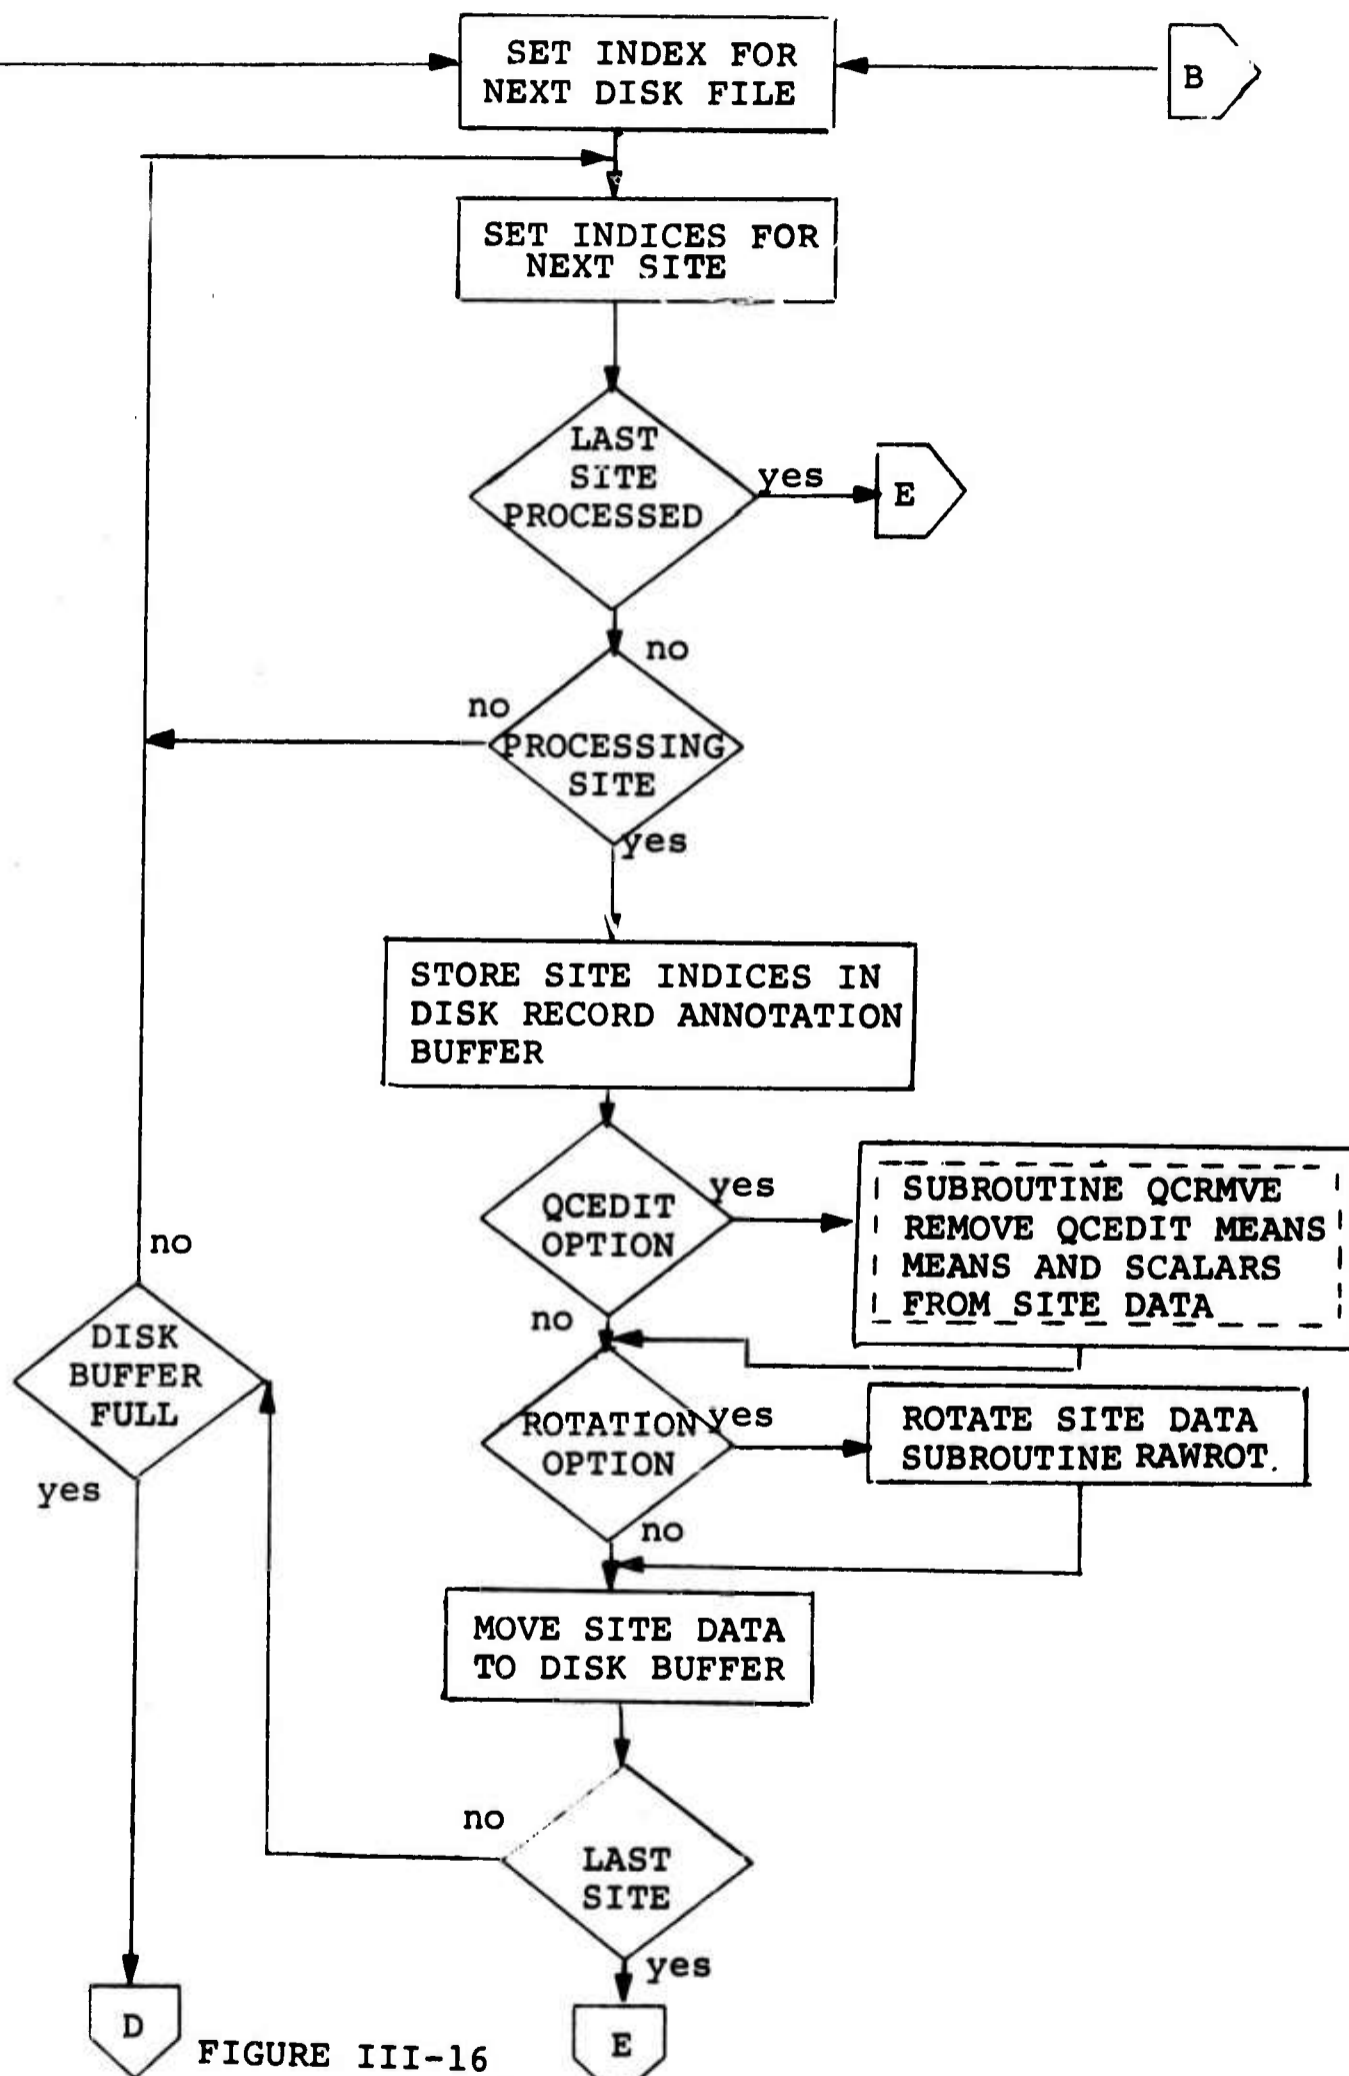 SET INDEX FOR
NEXT DISK FILE
B
SET INDICES FOR
NEXT SITE
LAST
SITE
PROCESSED
yes
E
no
no
PROCESSING
SITE
yes
STORE SITE INDICES IN
DISK RECORD ANNOTATION
BUFFER
QCEDIT
OPTION
yes
SUBROUTINE QCRMVE
REMOVE QCEDIT MEANS
MEANS AND SCALARS
FROM SITE DATA
no
no
DISK
BUFFER
FULL
yes
ROTATION
OPTION
yes
ROTATE SITE DATA
SUBROUTINE RAWROT.
no
MOVE SITE DATA
TO DISK BUFFER
no
LAST
SITE
yes
D
E
FIGURE III-16